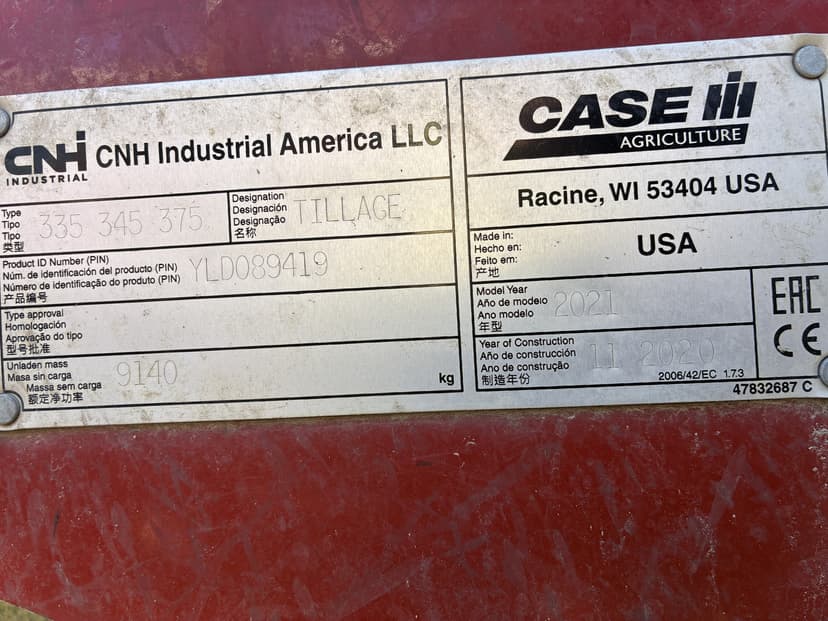 CNH INDUSTRIAL CNH Industrial America LLC
Type
Tipo
Tipo
类型
335 345 375
Designation
Designación
Designação
名称
TILLAGE
Product ID Number (PIN)
Núm. de identificación del producto (PIN)
Número de identificação do produto (PIN)
产品编号
YLD089419
Type approval
Homologación
Aprovação do tipo
型号批准
Unladen mass
Masa sin carga
Massa sem carga
额定净功率
9140
kg
CASE IH
AGRICULTURE
Racine, WI 53404 USA
Made in:
Hecho en:
Feito em:
产地
USA
Model Year
Año de modelo
Ano modelo
年型
2021
Year of Construction
Año de construcción
Ano de construção
制造年份
11 2020
2006/42/EC 1.7.3
EAC
CE
47832687 C